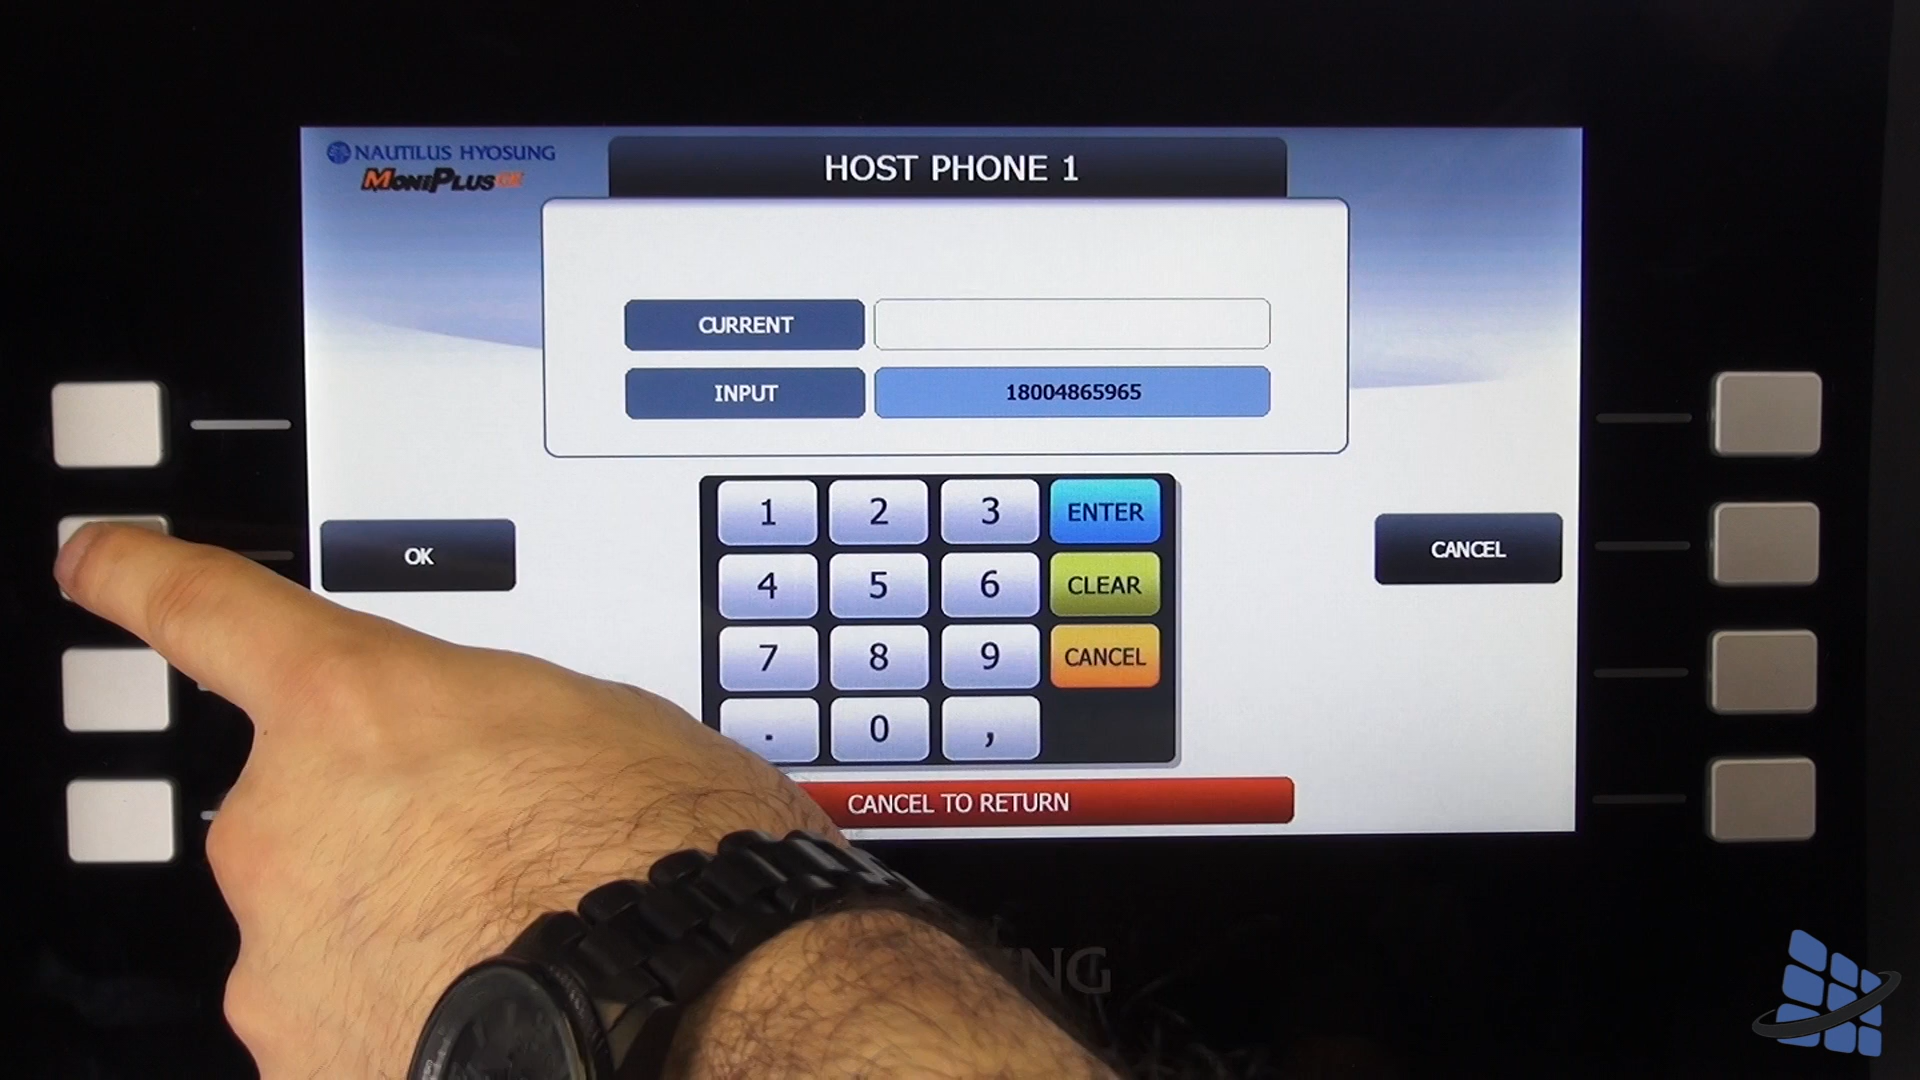 NAUTILUS HYOSUNG
MONIPLUS
HOST PHONE 1
CURRENT
INPUT 18004865965
1 2 3 ENTER
OK
CANCEL
4 5 6 CLEAR
7 8 9 CANCEL
. 0 ,
CANCEL TO RETURN
NG